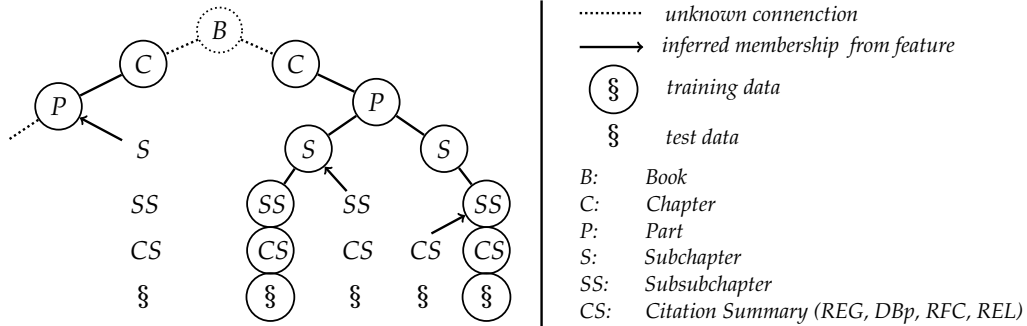 B
C C
P P
S S S
SS SS SS SS
CS CS CS CS CS
§ § § § §
unknown connenction
inferred membership from feature
§ training data
§ test data
B: Book
C: Chapter
P: Part
S: Subchapter
SS: Subsubchapter
CS: Citation Summary (REG, DBp, RFC, REL)